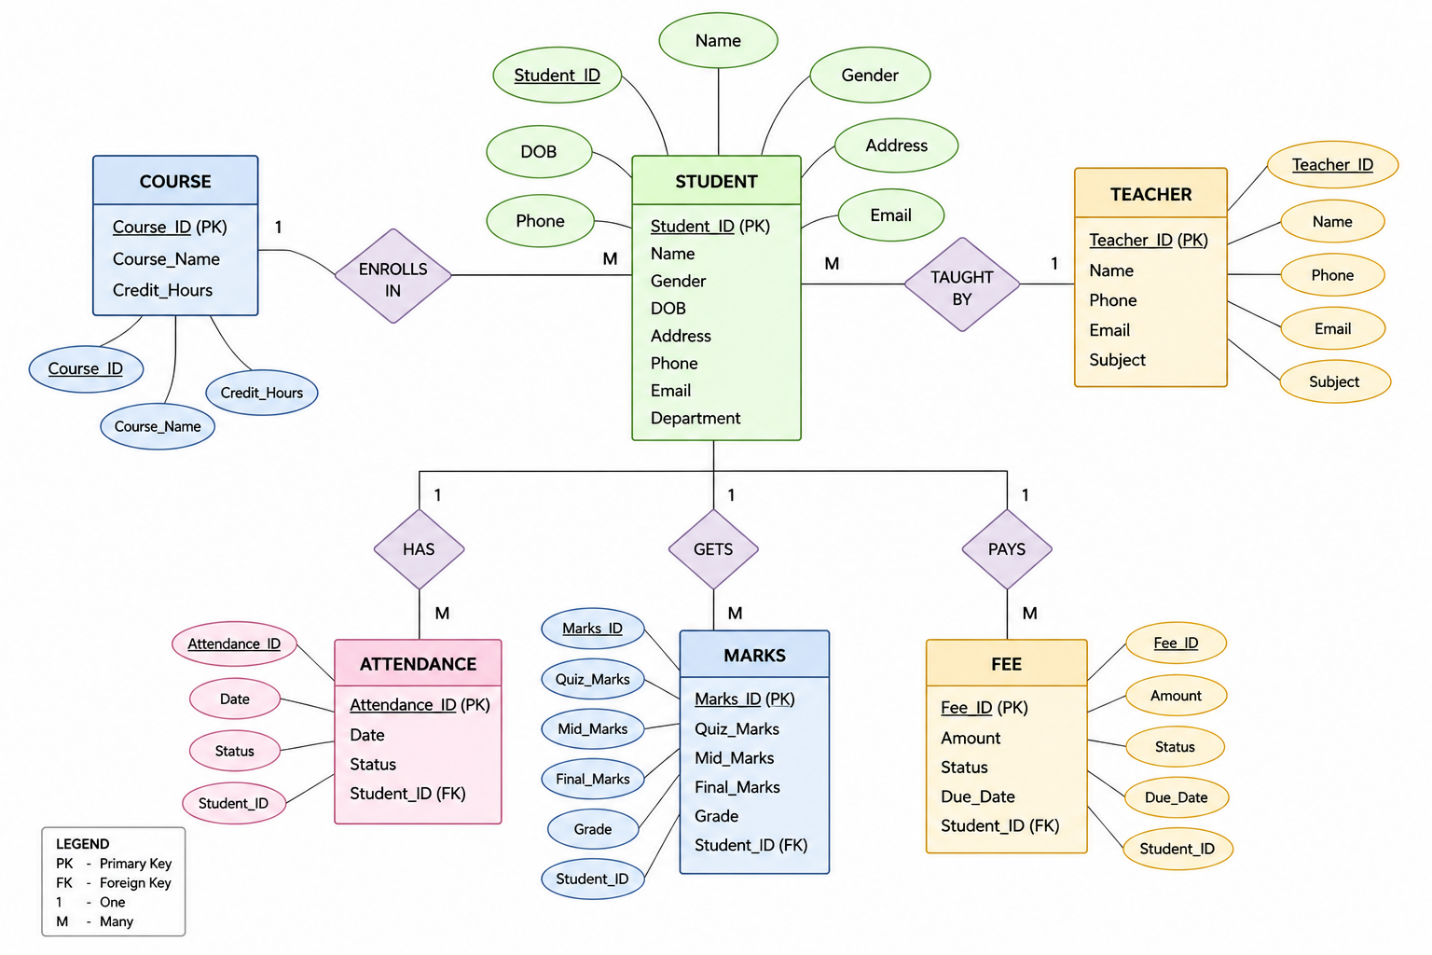 Name
Student_ID
Gender
DOB
Address
Phone
Email
STUDENT
Student_ID (PK)
Name
Gender
DOB
Address
Phone
Email
Department
COURSE
Course_ID (PK)
Course_Name
Credit_Hours
Course_ID
Course_Name
Credit_Hours
1
ENROLLS
IN
M
M
TAUGHT
BY
1
TEACHER
Teacher_ID (PK)
Name
Phone
Email
Subject
Teacher_ID
Name
Phone
Email
Subject
1
HAS
M
1
GETS
M
1
PAYS
M
Attendance_ID
Date
Status
Student_ID
ATTENDANCE
Attendance_ID (PK)
Date
Status
Student_ID (FK)
Marks_ID
Quiz_Marks
Mid_Marks
Final_Marks
Grade
Student_ID
MARKS
Marks_ID (PK)
Quiz_Marks
Mid_Marks
Final_Marks
Grade
Student_ID (FK)
FEE
Fee_ID (PK)
Amount
Status
Due_Date
Student_ID (FK)
Fee_ID
Amount
Status
Due_Date
Student_ID
LEGEND
PK - Primary Key
FK - Foreign Key
1 - One
M - Many